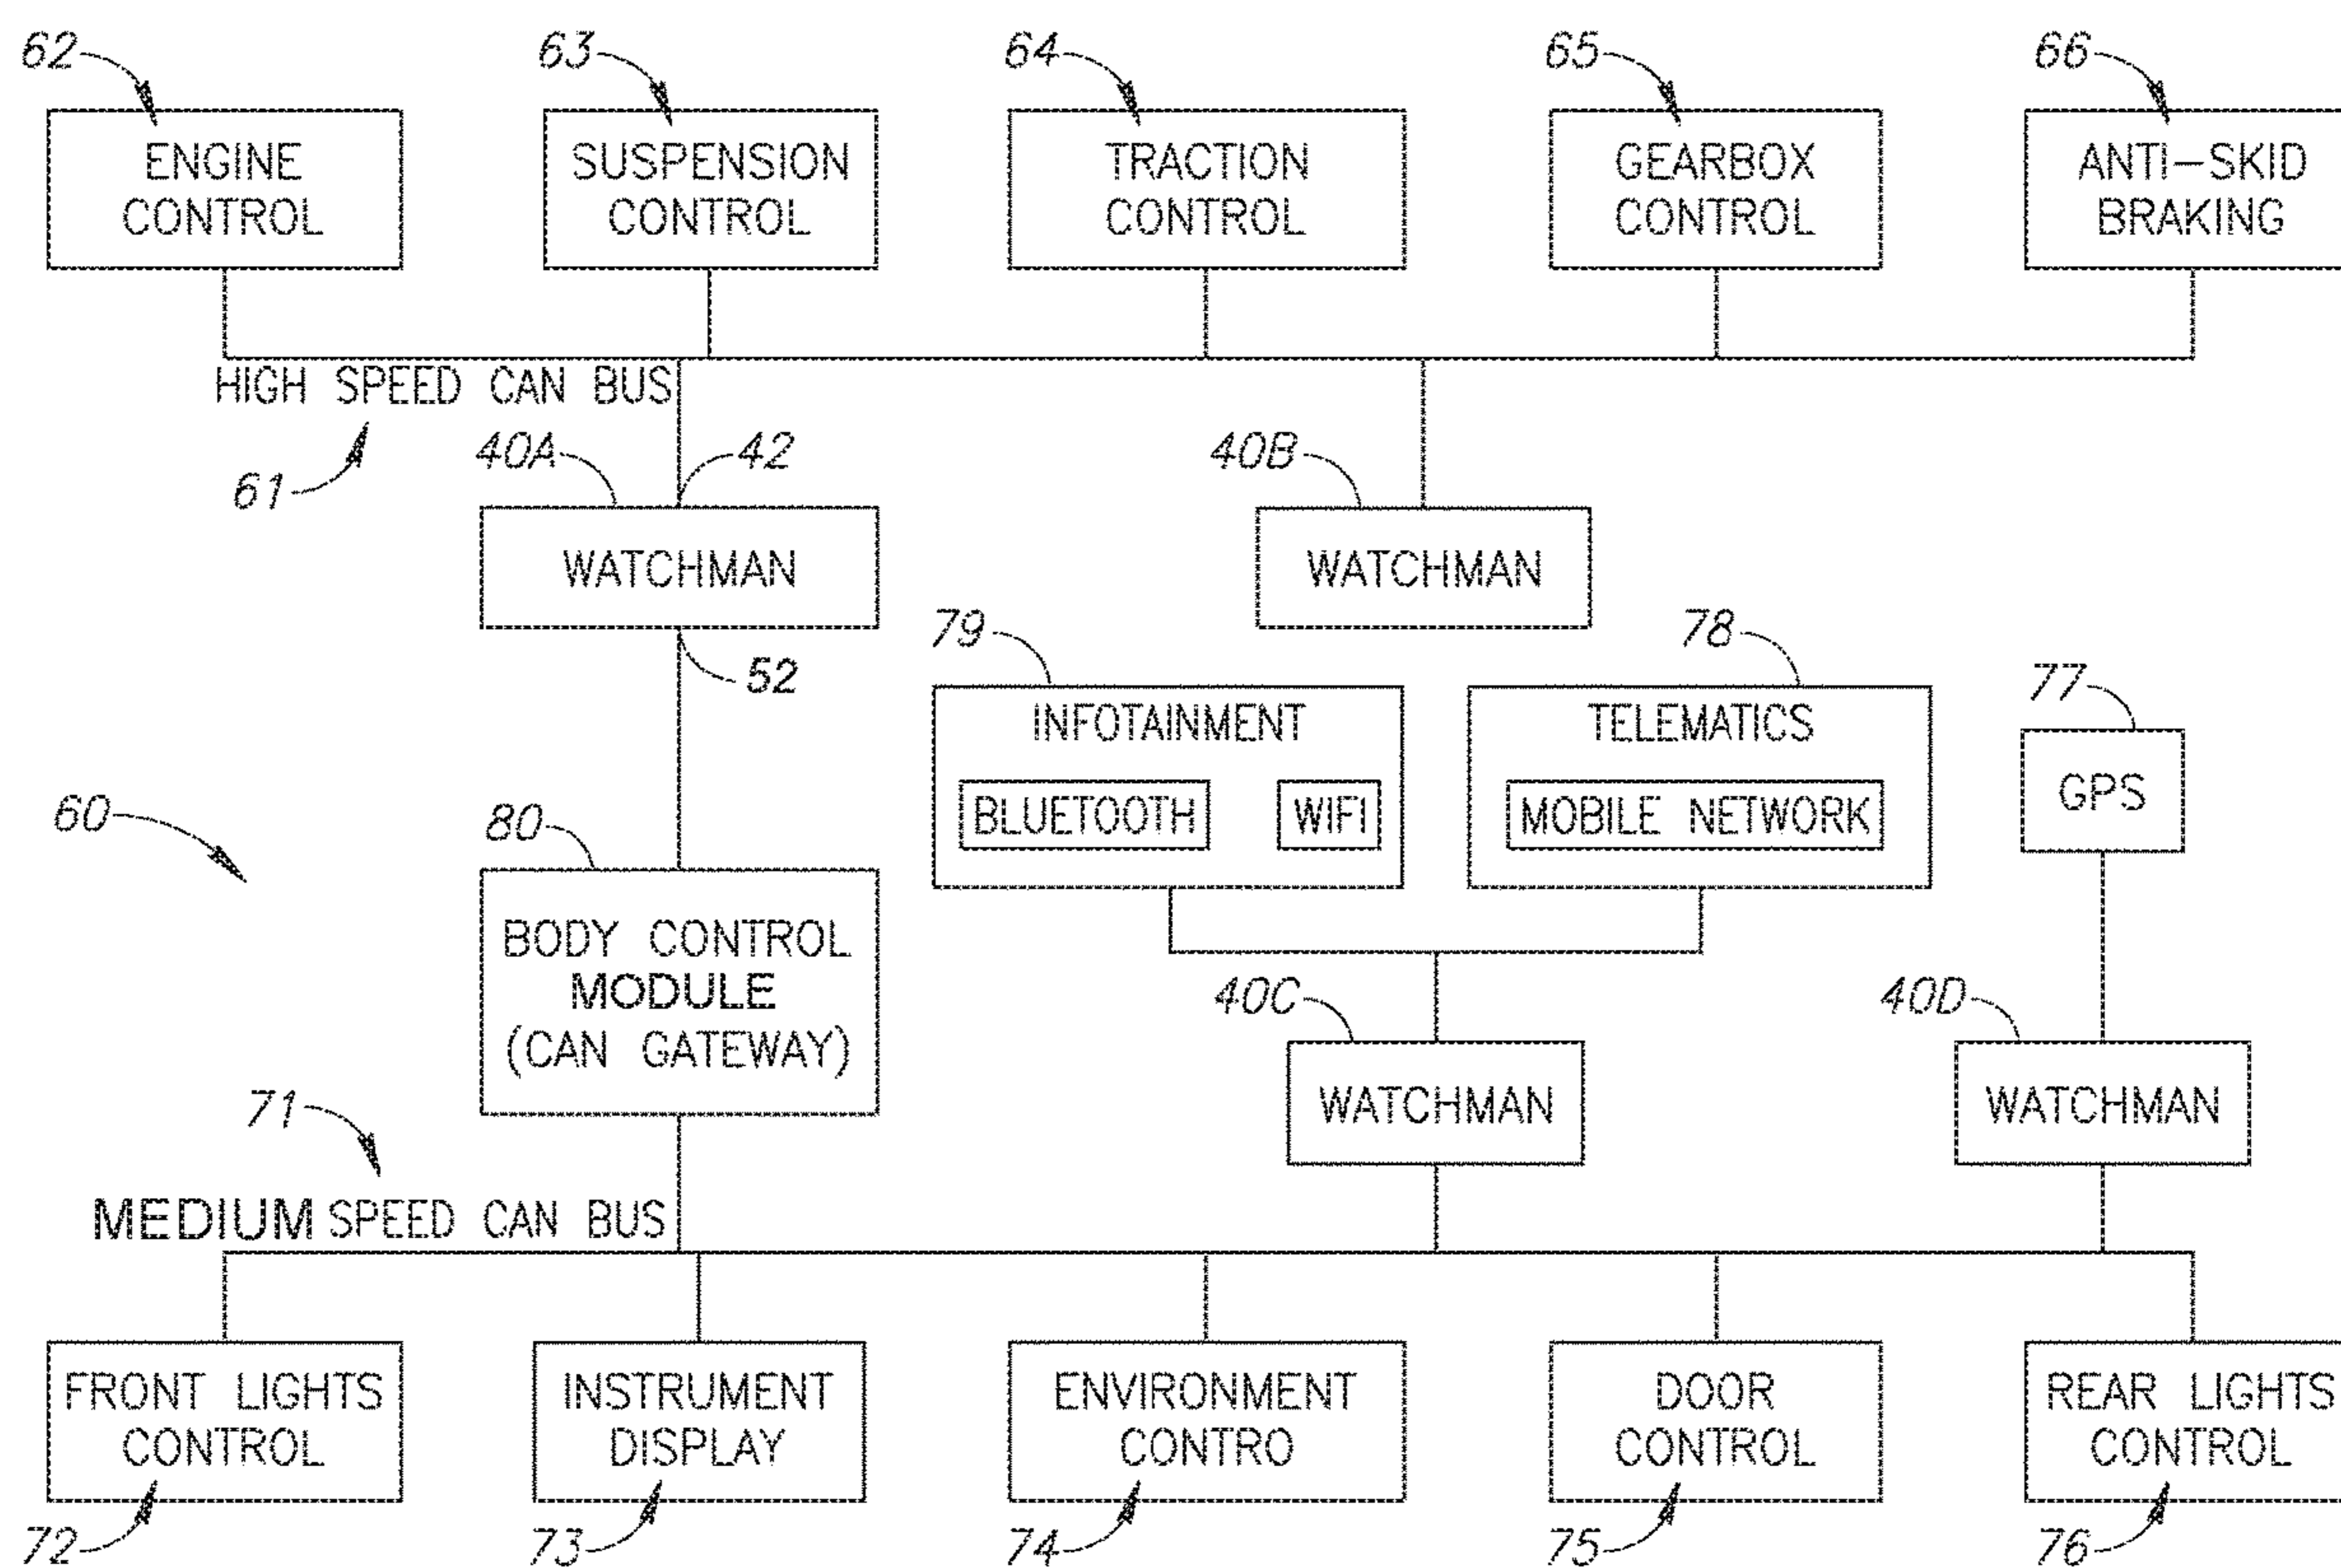 62 63 64 65 66
ENGINE CONTROL
SUSPENSION CONTROL
TRACTION CONTROL
GEARBOX CONTROL
ANTI-SKID BRAKING
HIGH SPEED CAN BUS
61
40A 42
40B
WATCHMAN
WATCHMAN
52
79
78
77
INFOTAINMENT
BLUETOOTH WIFI
TELEMATICS
MOBILE NETWORK
GPS
60
80
BODY CONTROL
MODULE
(CAN GATEWAY)
40C
40D
WATCHMAN
WATCHMAN
71
MEDIUM SPEED CAN BUS
FRONT LIGHTS
CONTROL
INSTRUMENT
DISPLAY
ENVIRONMENT
CONTRO
DOOR
CONTROL
REAR LIGHTS
CONTROL
72 73 74 75 76